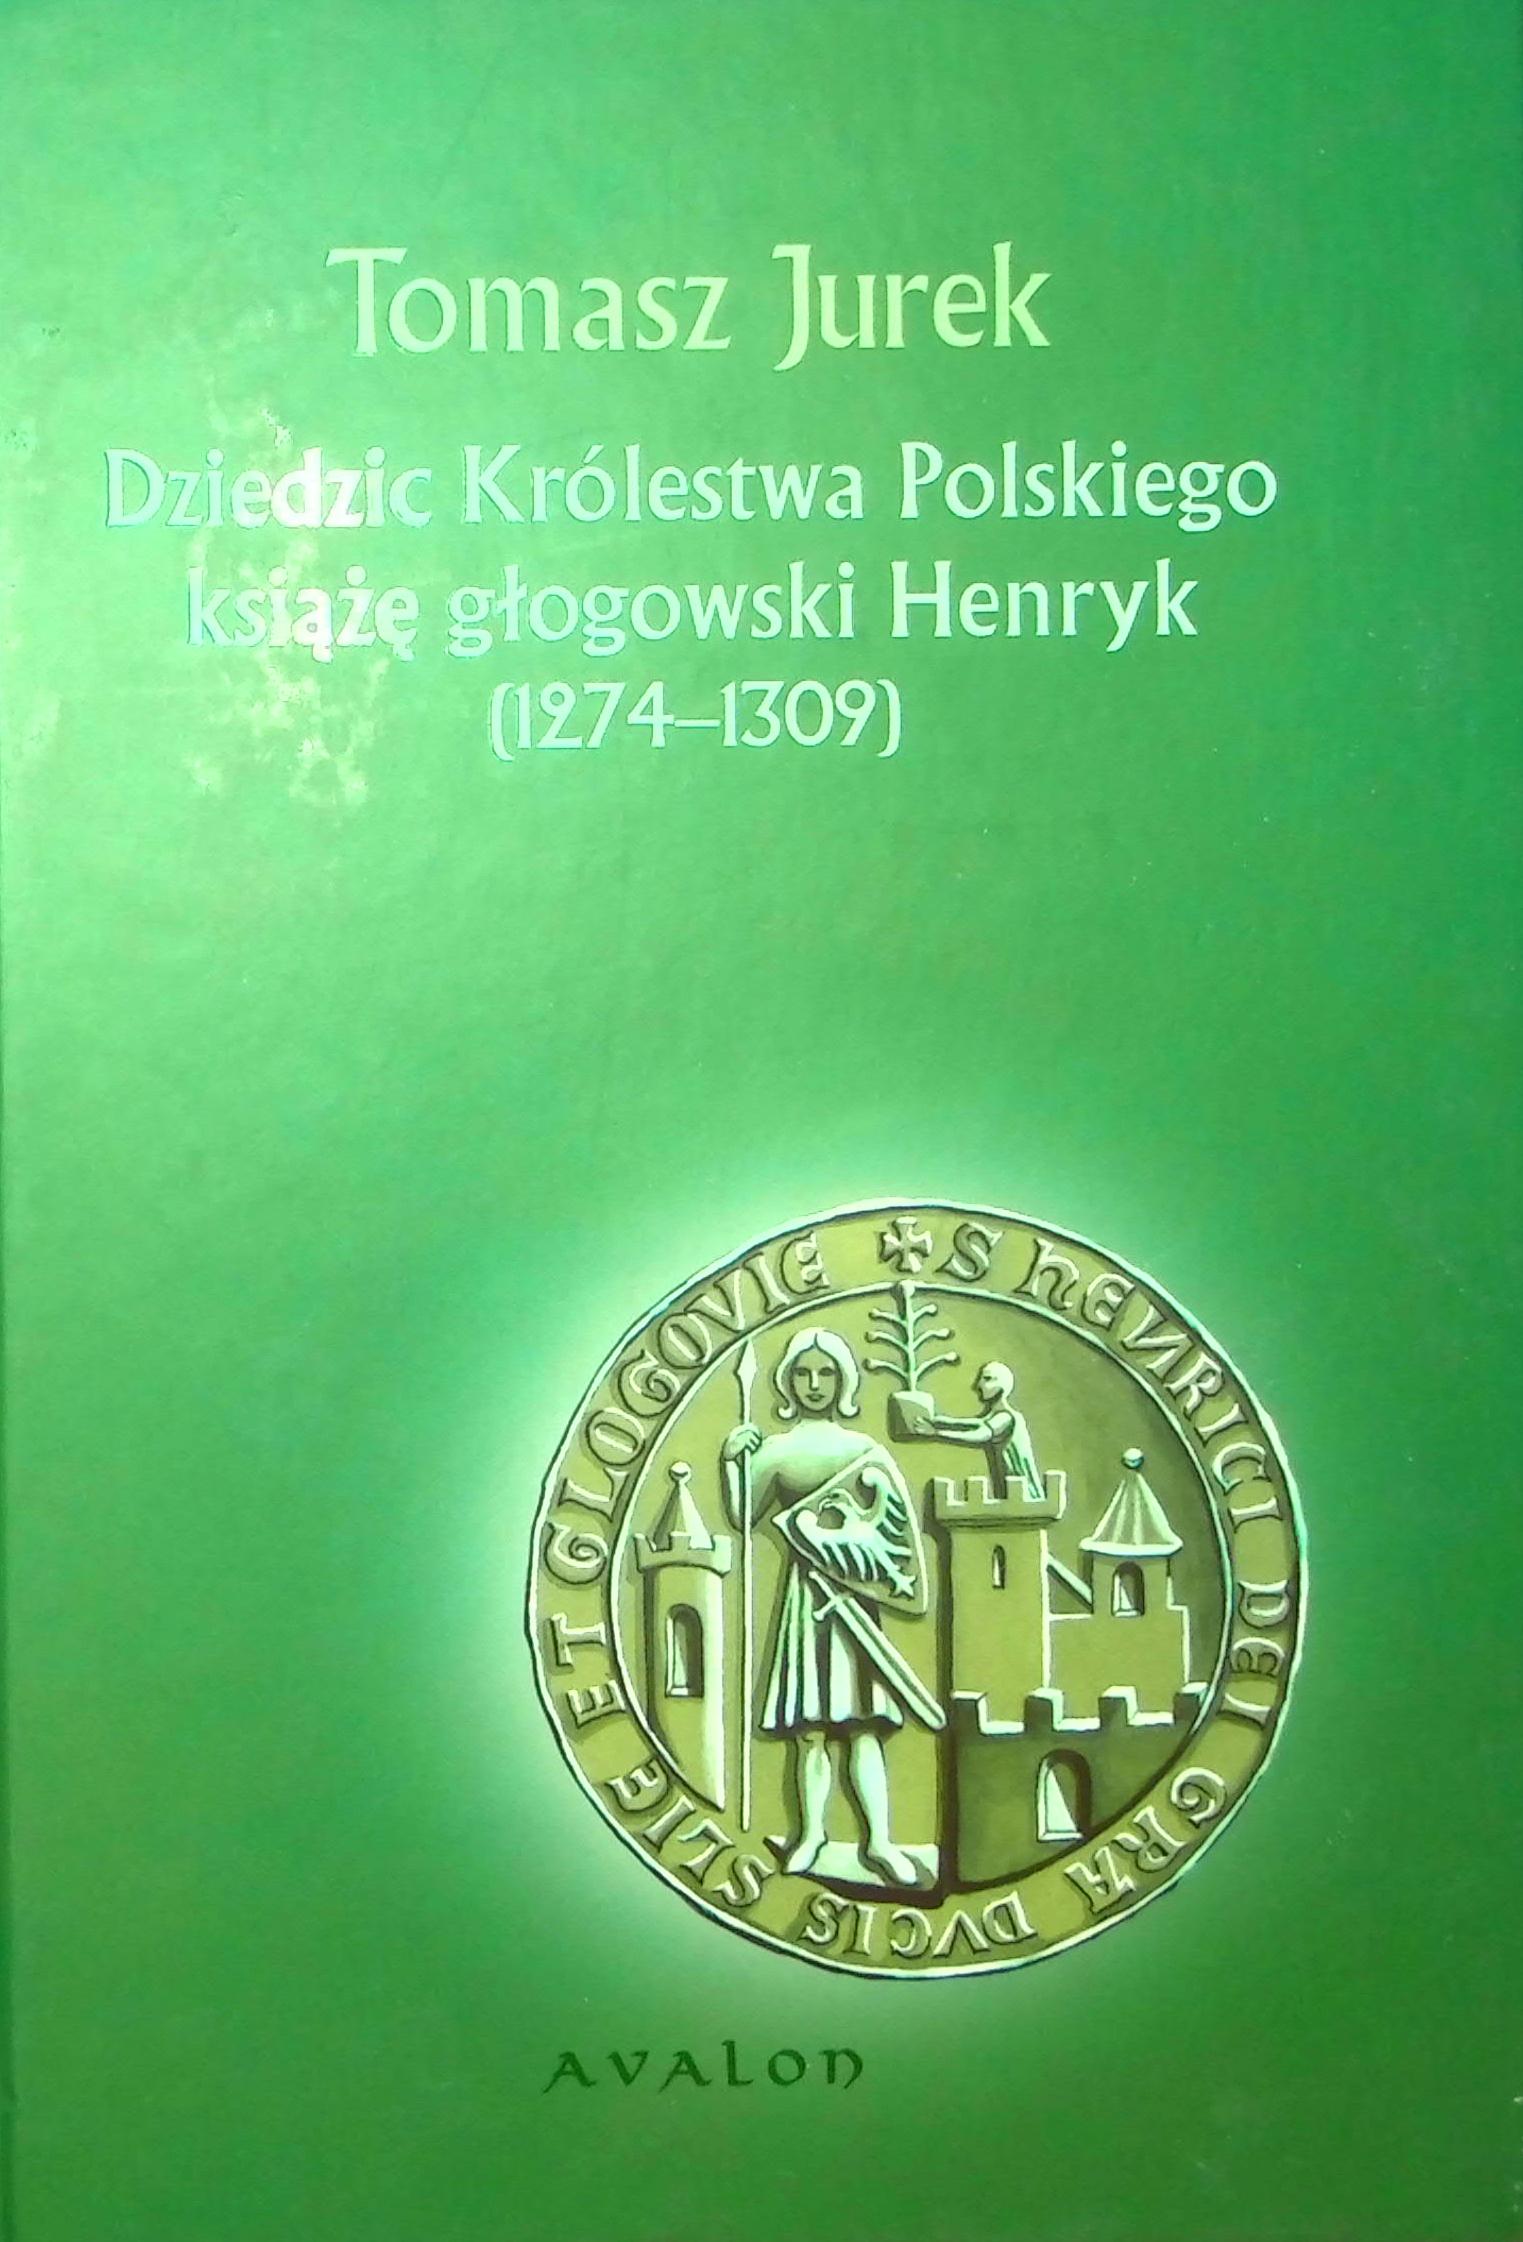 Tomasz Jurek
Dziedzic Królestwa Polskiego
książę głogowski Henryk
(1274–1309)
✠ S HENRICI DEI GRA DVCIS SLIE ET GLOGOVIE
AVALON